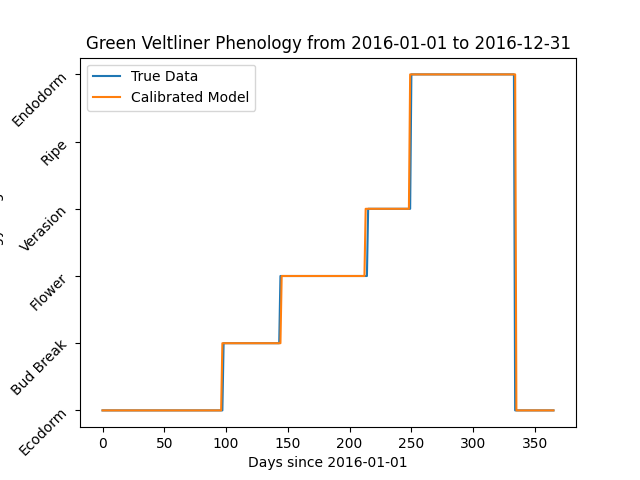 Green Veltliner Phenology from 2016-01-01 to 2016-12-31
True Data
Calibrated Model
Endodorm
Ripe
Verasion
Flower
Bud Break
Ecodorm
0 50 100 150 200 250 300 350
Days since 2016-01-01